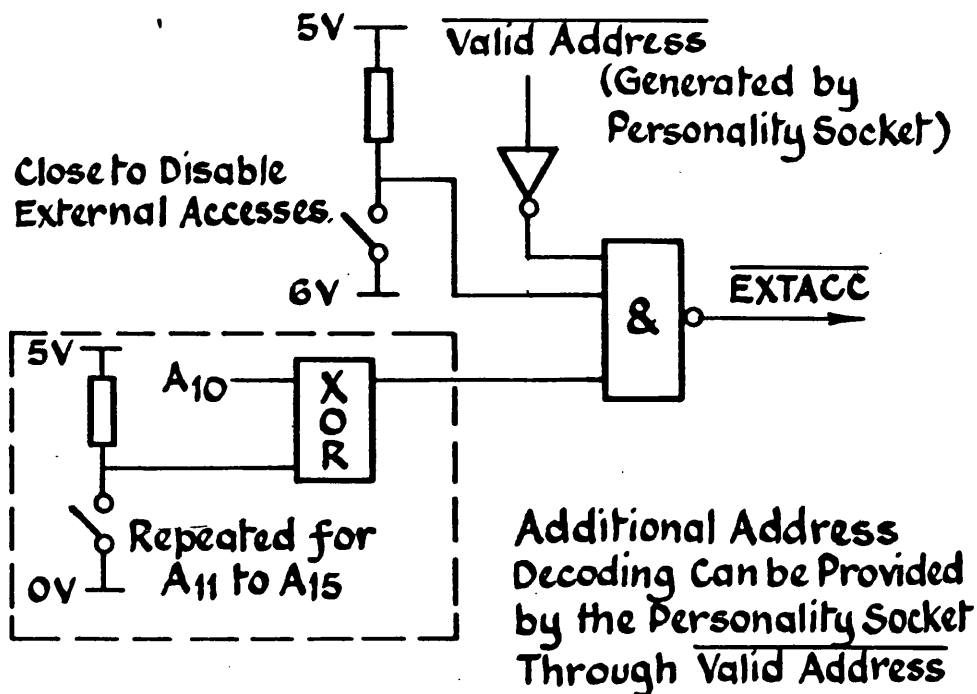 5V
Valid Address
(Generated by
Personality Socket)
Close to Disable
External Accesses.
6V
&
EXTACC
5V
A10
XOR
Repeated for
A11 to A15
0V
Additional Address
Decoding Can be Provided
by the Personality Socket
Through Valid Address